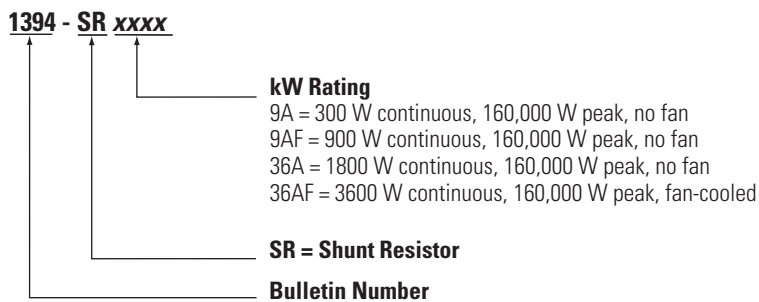 1394 - SR xxxx
kW Rating
9A = 300 W continuous, 160,000 W peak, no fan
9AF = 900 W continuous, 160,000 W peak, no fan
36A = 1800 W continuous, 160,000 W peak, no fan
36AF = 3600 W continuous, 160,000 W peak, fan-cooled
SR = Shunt Resistor
Bulletin Number